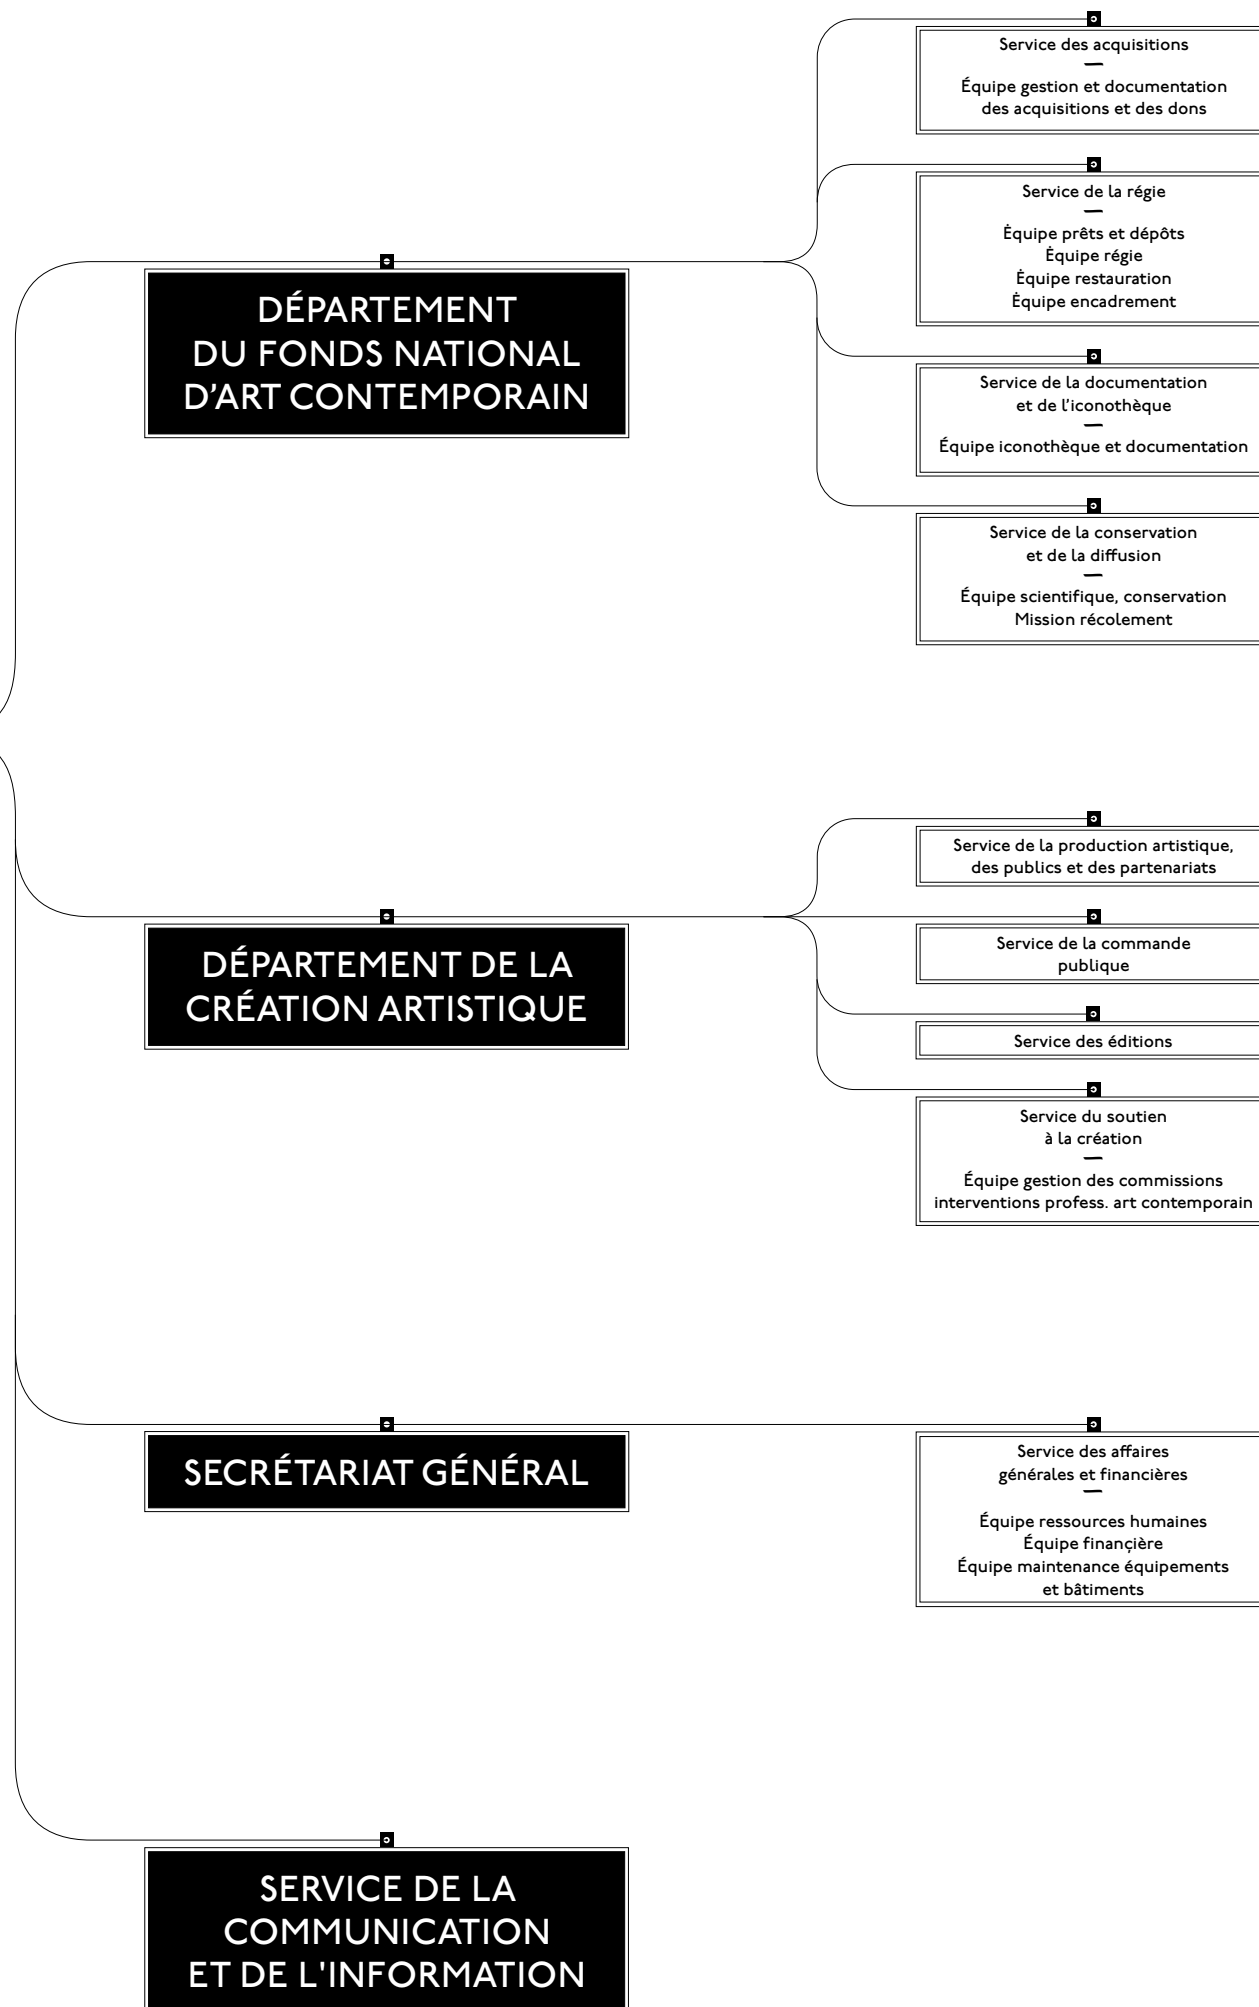 Service des acquisitions
—
Équipe gestion et documentation
des acquisitions et des dons
Service de la régie
—
Équipe prêts et dépôts
Équipe régie
Équipe restauration
Équipe encadrement
DÉPARTEMENT
DU FONDS NATIONAL
D’ART CONTEMPORAIN
Service de la documentation
et de l’iconothèque
—
Équipe iconothèque et documentation
Service de la conservation
et de la diffusion
—
Équipe scientifique, conservation
Mission récolement
Service de la production artistique,
des publics et des partenariats
DÉPARTEMENT DE LA
CRÉATION ARTISTIQUE
Service de la commande
publique
Service des éditions
Service du soutien
à la création
—
Équipe gestion des commissions
interventions profess. art contemporain
SECRÉTARIAT GÉNÉRAL
Service des affaires
générales et financières
—
Équipe ressources humaines
Équipe finançière
Équipe maintenance équipements
et bâtiments
SERVICE DE LA
COMMUNICATION
ET DE L'INFORMATION